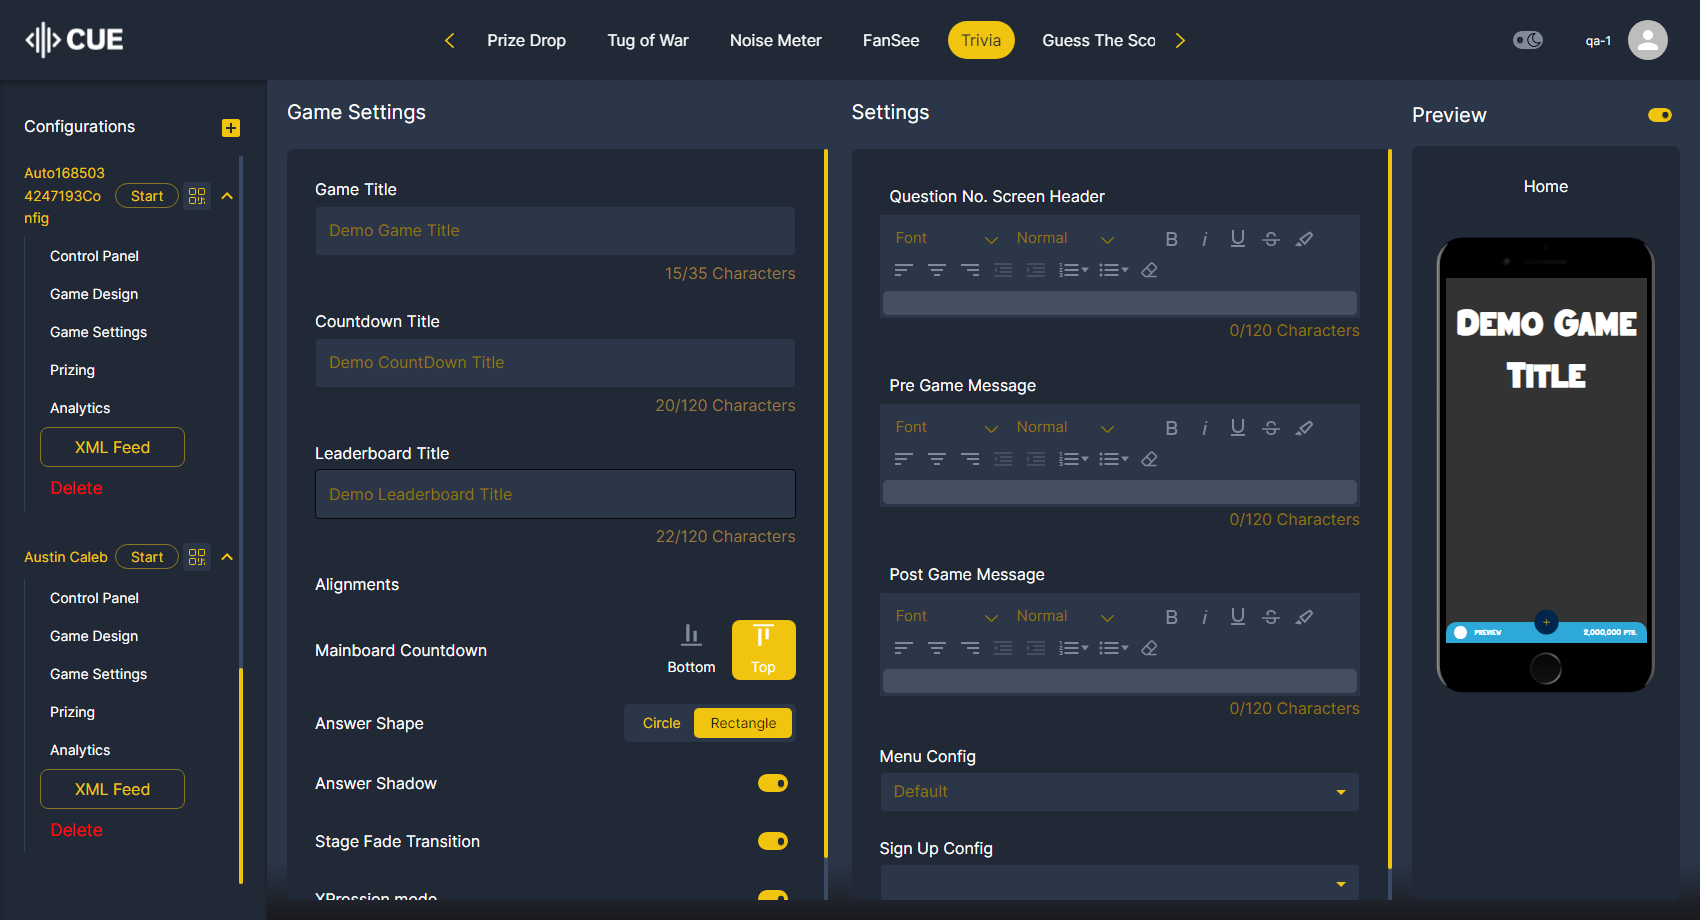 CUE
Prize Drop
Tug of War
Noise Meter
FanSee
Trivia
Guess The Sco
qa-1
Configurations
Auto168503
4247193Co
nfig
Start
Control Panel
Game Design
Game Settings
Prizing
Analytics
XML Feed
Delete
Austin Caleb
Start
Control Panel
Game Design
Game Settings
Prizing
Analytics
XML Feed
Delete
Game Settings
Game Title
Demo Game Title
15/35 Characters
Countdown Title
Demo CountDown Title
20/120 Characters
Leaderboard Title
Demo Leaderboard Title
22/120 Characters
Alignments
Mainboard Countdown
Bottom
Top
Answer Shape
Circle
Rectangle
Answer Shadow
Stage Fade Transition
XPression mode
Settings
Question No. Screen Header
Font
Normal
B i U S
0/120 Characters
Pre Game Message
Font
Normal
B i U S
0/120 Characters
Post Game Message
Font
Normal
B i U S
0/120 Characters
Menu Config
Default
Sign Up Config
Preview
Home
Demo Game
Title
PREVIEW
2,000,000 PTS.